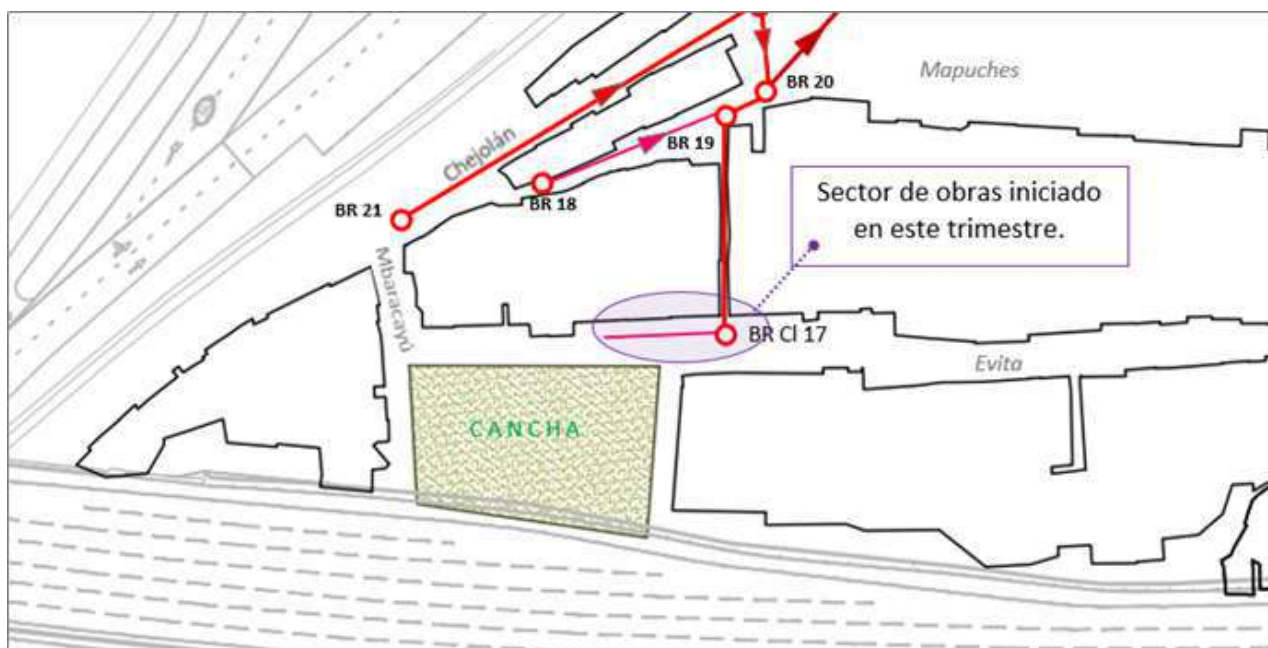 Mapuches
BR 20
Chejolán
BR 19
BR 18
BR 21
Sector de obras iniciado
en este trimestre.
Mbaracayú
BR Cl 17
Evita
CANCHA